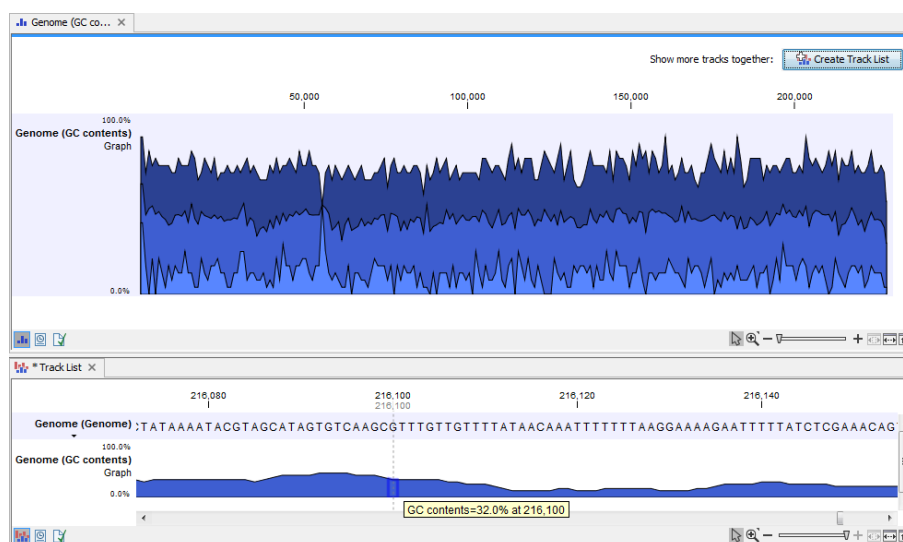 Genome (GC co...
Show more tracks together: Create Track List
50,000 100,000 150,000 200,000
100.0%
Genome (GC contents)
Graph
0.0%
* Track List
216,080 216,100 216,120 216,140
216,100
Genome (Genome) CTATAAAATACGTAGCATAGTGTCAAGCGTTTGTTGTTTTATAACAAATTTTTTTAAGGAAAAGAATTTTTTATCTCGAAACAG
100.0%
Genome (GC contents)
Graph
0.0%
GC contents=32.0% at 216,100